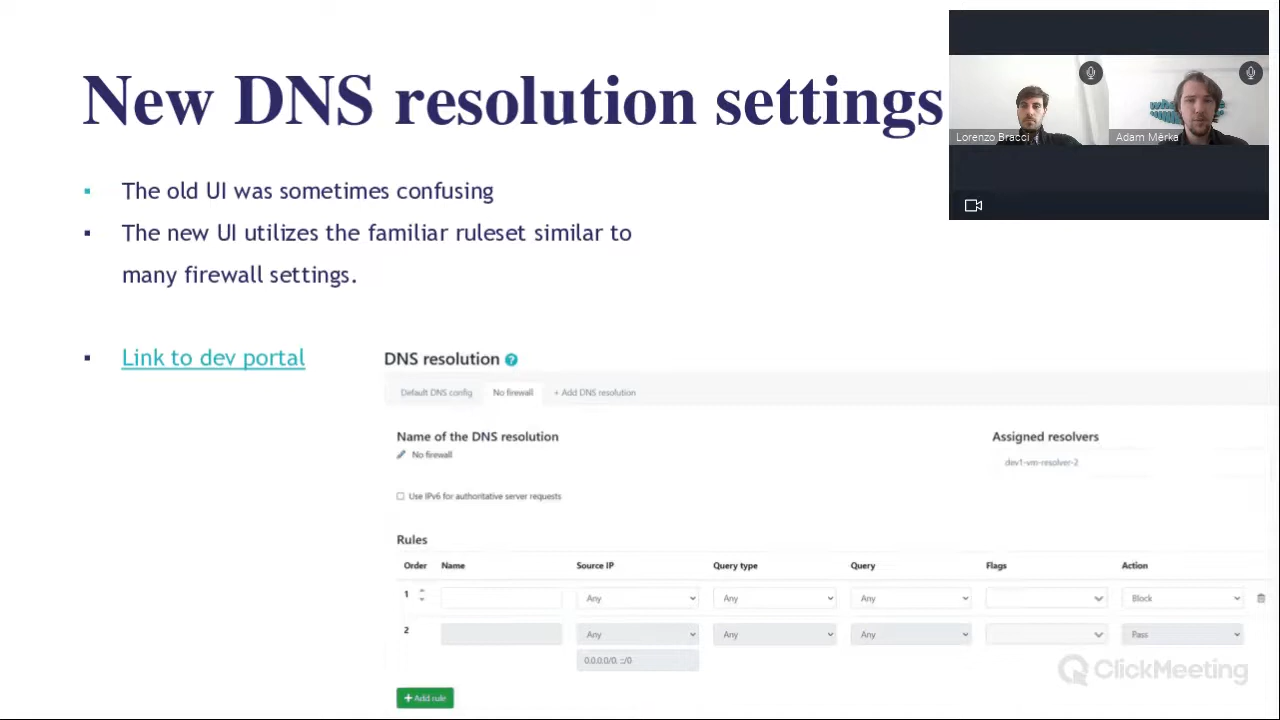 New DNS resolution settings
Lorenzo Bracci
Adam Měrka
The old UI was sometimes confusing
The new UI utilizes the familiar ruleset similar to
many firewall settings.
Link to dev portal
DNS resolution ?
Default DNS config No firewall + Add DNS resolution
Name of the DNS resolution Assigned resolvers
No firewall dev1-vm-resolver-2
Use IPv6 for authoritative server requests
Rules
Order Name Source IP Query type Query Flags Action
1 Any Any Any Block
2 Any Any Any Pass
0.0.0.0/0, ::/0
+ Add rule
ClickMeeting